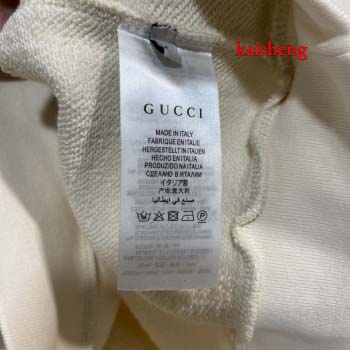 kaisheng
GUCCI
MADE IN ITALY
FABRIQUE EN ITALIE
HERGESTELLT IN ITALIEN
HECHO EN ITALIA
PRODUZIDO NA ITALIA
СДЕЛАНО В ИТАЛИИ
イタリア製
产地:意大利
صنع في إيطاليا